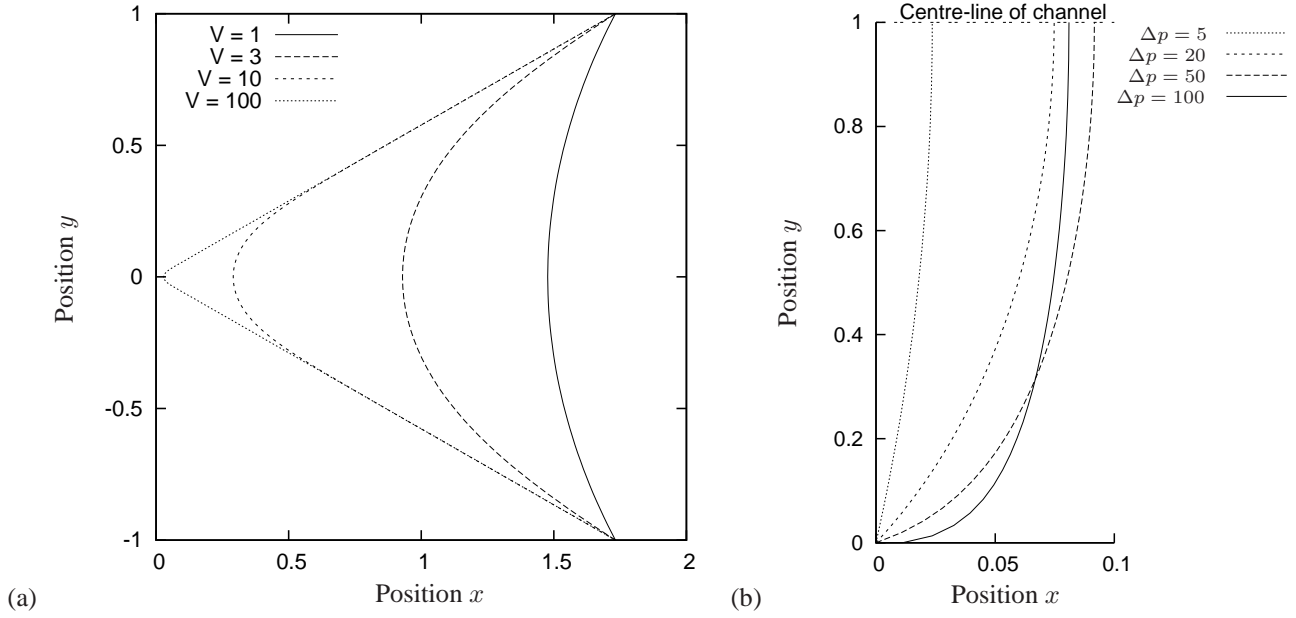 V = 1
V = 3
V = 10
V = 100
1
0.5
0
-0.5
-1
Position y
0
0.5
1
1.5
2
Position x
(a)
Centre-line of channel
Δp = 5
Δp = 20
Δp = 50
Δp = 100
1
0.8
0.6
0.4
0.2
0
Position y
0
0.05
0.1
Position x
(b)